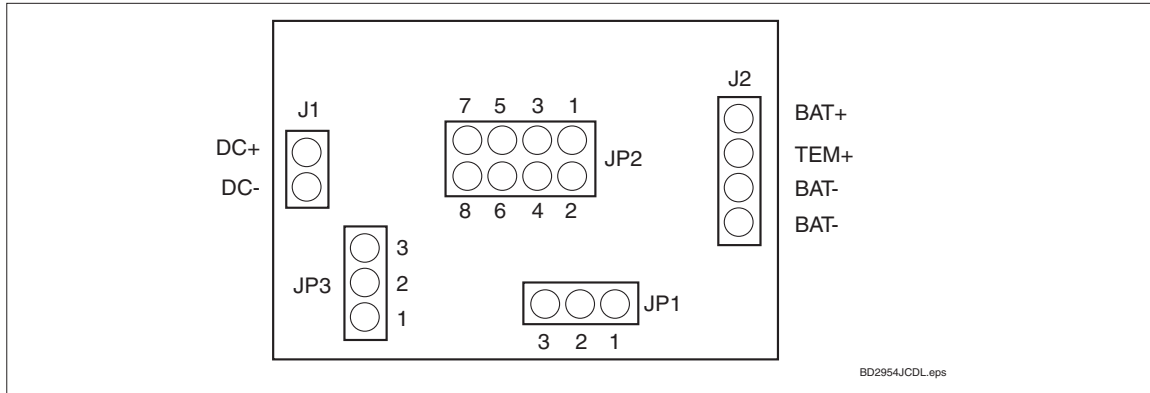 J2
J1
7 5 3 1
BAT+
DC+
TEM+
JP2
DC-
BAT-
8 6 4 2
BAT-
3
JP3
2
JP1
1
3 2 1
BD2954JCDL.eps